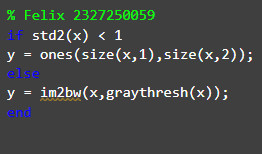 % Felix 2327250059
if std2(x) < 1
y = ones(size(x,1),size(x,2));
else
y = im2bw(x,graythresh(x));
end